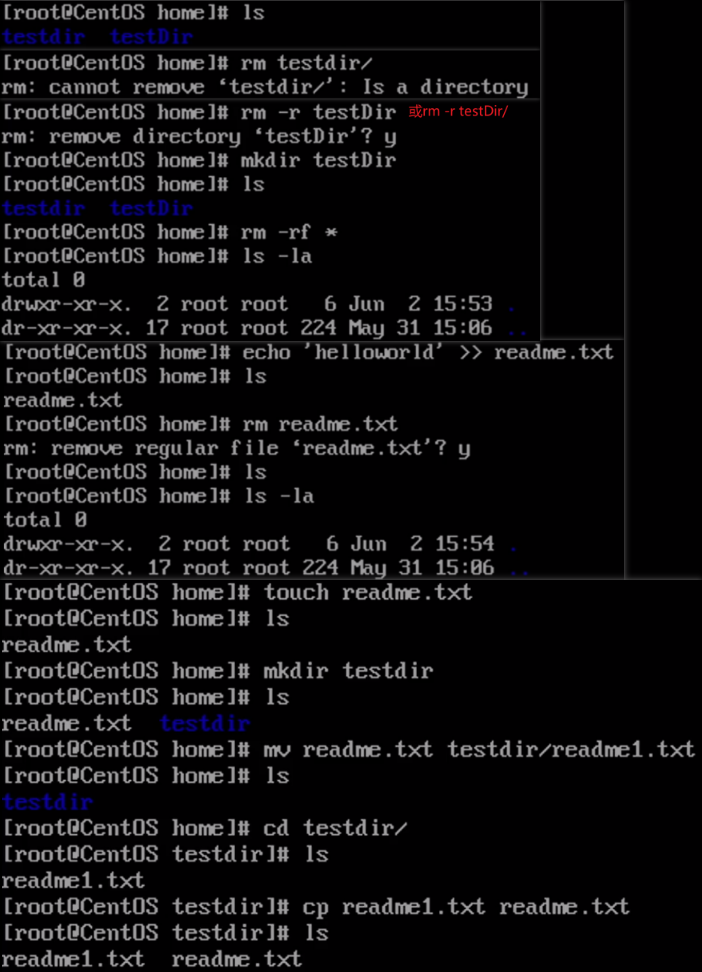 [root@CentOS home]# ls
testdir  testDir
[root@CentOS home]# rm testdir/
rm: cannot remove ‘testdir/’: Is a directory
[root@CentOS home]# rm -r testDir 或rm -r testDir/
rm: remove directory ‘testDir’? y
[root@CentOS home]# mkdir testDir
[root@CentOS home]# ls
testdir  testDir
[root@CentOS home]# rm -rf *
[root@CentOS home]# ls -la
total 0
drwxr-xr-x.  2 root root   6 Jun  2 15:53 .
dr-xr-xr-x. 17 root root 224 May 31 15:06 ..
[root@CentOS home]# echo 'helloworld' >> readme.txt
[root@CentOS home]# ls
readme.txt
[root@CentOS home]# rm readme.txt
rm: remove regular file ‘readme.txt’? y
[root@CentOS home]# ls
[root@CentOS home]# ls -la
total 0
drwxr-xr-x.  2 root root   6 Jun  2 15:54 .
dr-xr-xr-x. 17 root root 224 May 31 15:06 ..
[root@CentOS home]# touch readme.txt
[root@CentOS home]# ls
readme.txt
[root@CentOS home]# mkdir testdir
[root@CentOS home]# ls
readme.txt  testdir
[root@CentOS home]# mv readme.txt testdir/readme1.txt
[root@CentOS home]# ls
testdir
[root@CentOS home]# cd testdir/
[root@CentOS testdir]# ls
readme1.txt
[root@CentOS testdir]# cp readme1.txt readme.txt
[root@CentOS testdir]# ls
readme1.txt  readme.txt